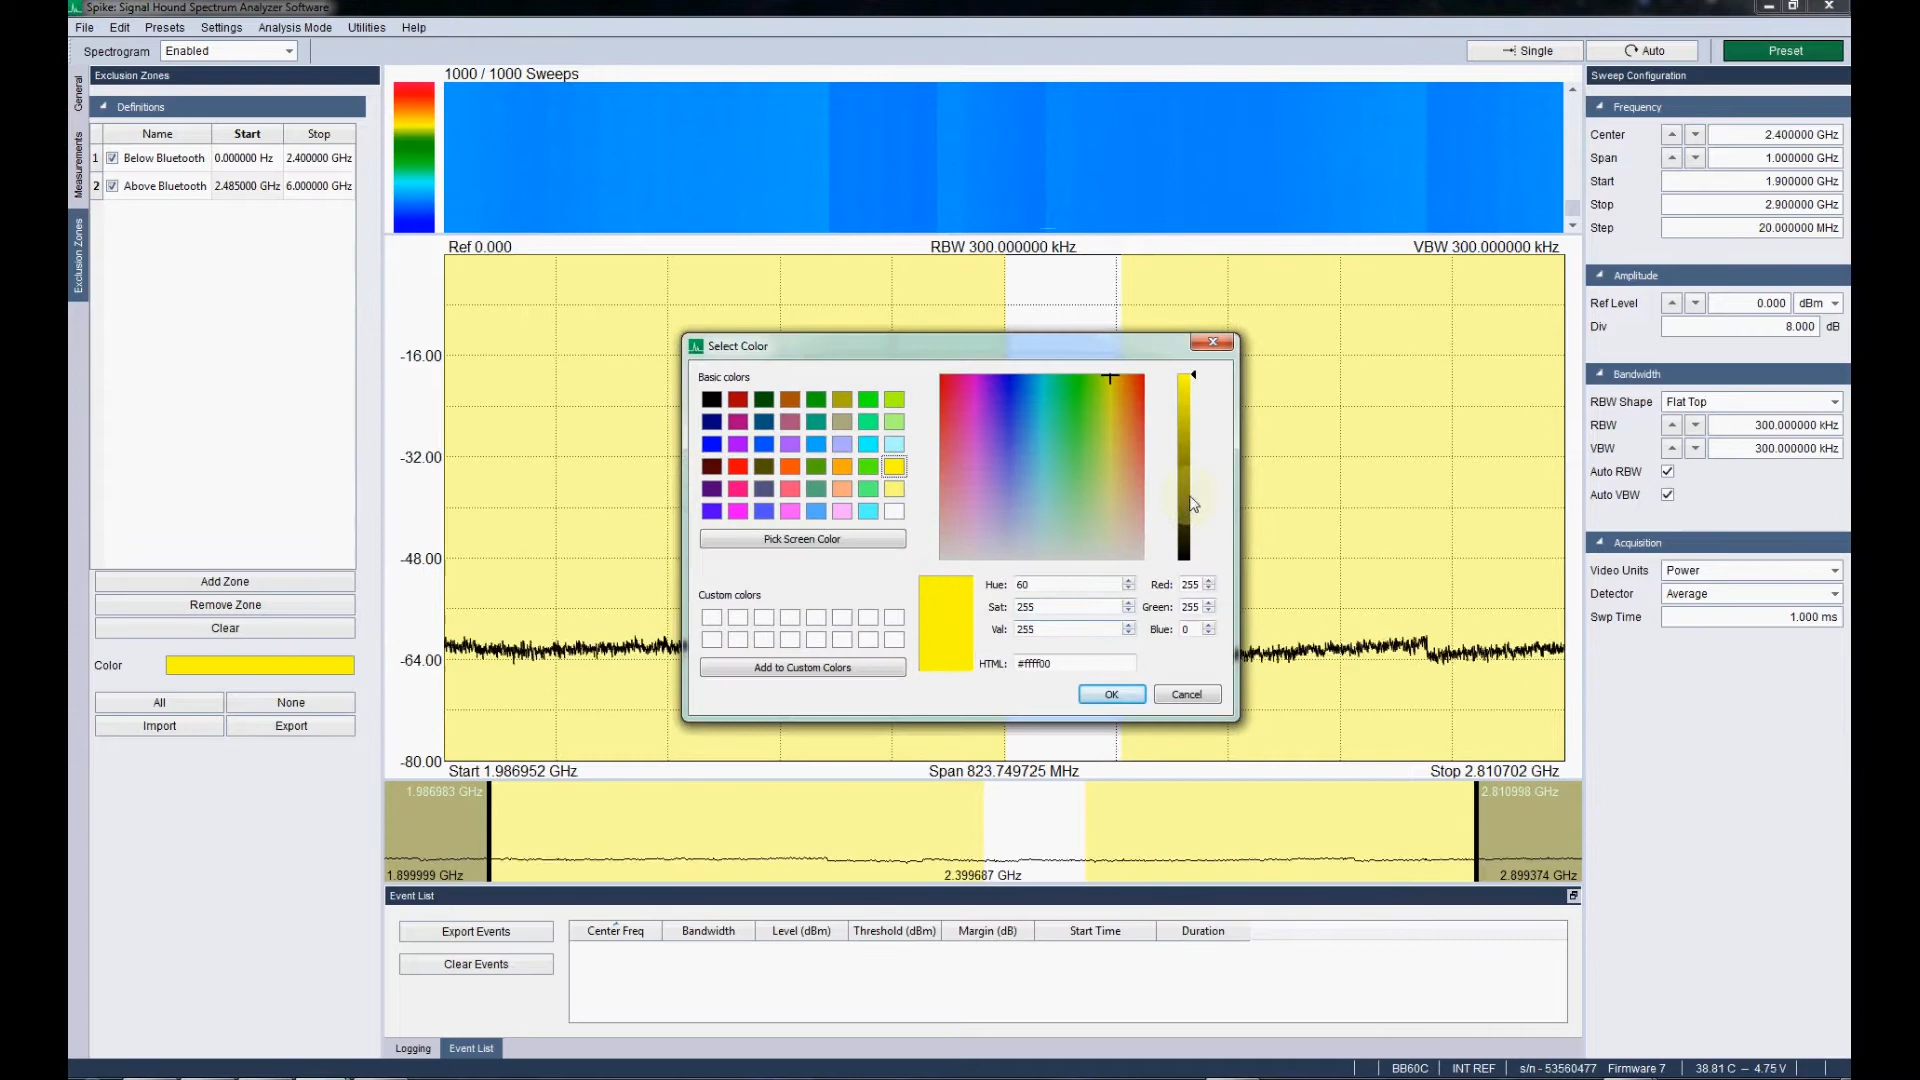 Spike: Signal Hound Spectrum Analyzer Software
File Edit Presets Settings Analysis Mode Utilities Help
Spectrogram Enabled
Single Auto Preset
General
Measurements
Exclusion Zones
Exclusion Zones
Definitions
Name Start Stop
1 Below Bluetooth 0.000000 Hz 2.400000 GHz
2 Above Bluetooth 2.485000 GHz 6.000000 GHz
Add Zone
Remove Zone
Clear
Color
All None
Import Export
1000 / 1000 Sweeps
Ref 0.000 RBW 300.000000 kHz VBW 300.000000 kHz
-16.00
-32.00
-48.00
-64.00
-80.00
Start 1.986952 GHz Span 823.749725 MHz Stop 2.810702 GHz
1.986983 GHz 2.810998 GHz
1.899999 GHz 2.399687 GHz 2.899374 GHz
Select Color
Basic colors
Pick Screen Color
Custom colors
Add to Custom Colors
Hue: 60 Red: 255
Sat: 255 Green: 255
Val: 255 Blue: 0
HTML: #ffff00
OK Cancel
Event List
Export Events
Clear Events
Center Freq Bandwidth Level (dBm) Threshold (dBm) Margin (dB) Start Time Duration
Logging Event List
Sweep Configuration
Frequency
Center 2.400000 GHz
Span 1.000000 GHz
Start 1.900000 GHz
Stop 2.900000 GHz
Step 20.000000 MHz
Amplitude
Ref Level 0.000 dBm
Div 8.000 dB
Bandwidth
RBW Shape Flat Top
RBW 300.000000 kHz
VBW 300.000000 kHz
Auto RBW
Auto VBW
Acquisition
Video Units Power
Detector Average
Swp Time 1.000 ms
BB60C INT REF s/n - 53560477 Firmware 7 38.81 C – 4.75 V